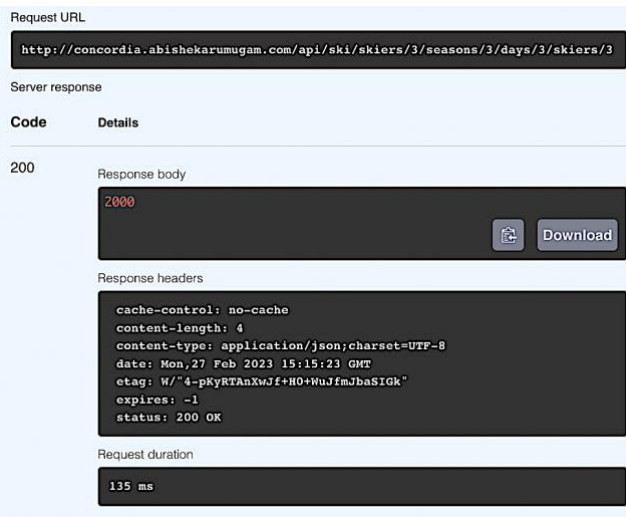 Request URL
http://concordia.abishekarumugam.com/api/ski/skiers/3/seasons/3/days/3/skiers/3
Server response
Code Details
200
Response body
2000
Download
Response headers
cache-control: no-cache
content-length: 4
content-type: application/json;charset=UTF-8
date: Mon,27 Feb 2023 15:15:23 GMT
etag: W/"4-pKyRTAnXwJf+HO+WuJfmJbaSIGk"
expires: -1
status: 200 OK
Request duration
135 ms